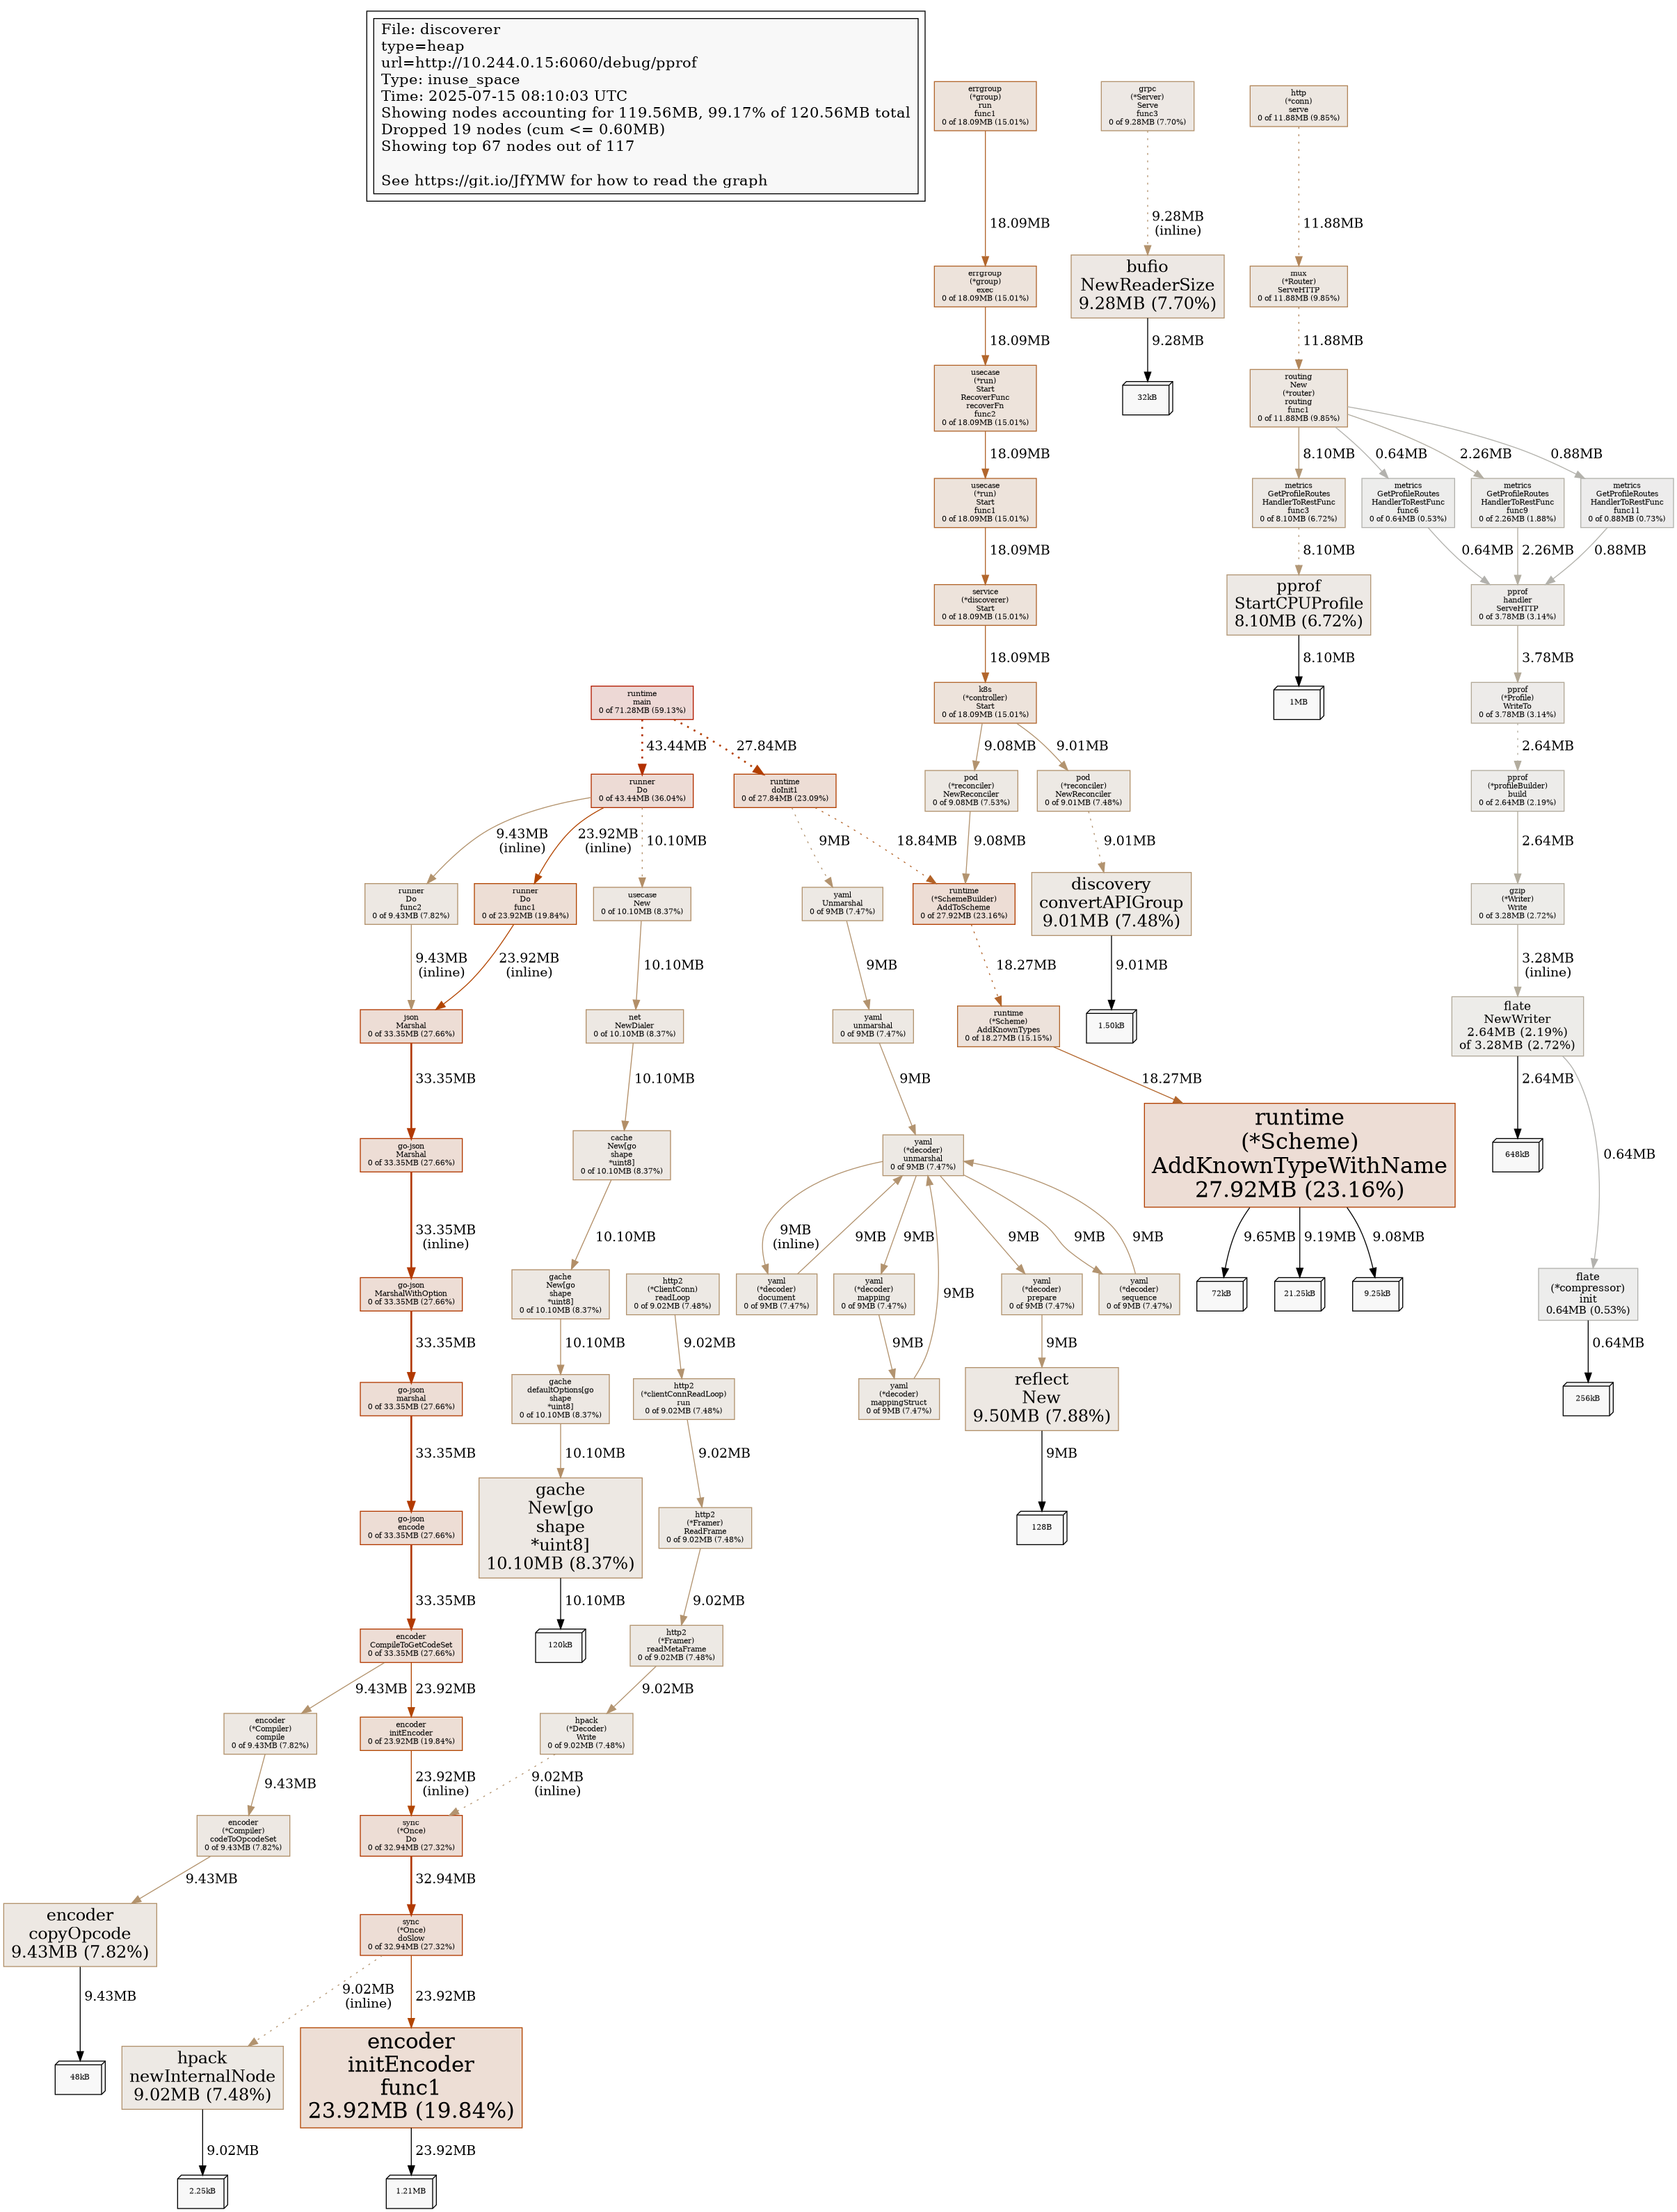 File: discoverer
type=heap
url=http://10.244.0.15:6060/debug/pprof
Type: inuse_space
Time: 2025-07-15 08:10:03 UTC
Showing nodes accounting for 119.56MB, 99.17% of 120.56MB total
Dropped 19 nodes (cum <= 0.60MB)
Showing top 67 nodes out of 117
See https://git.io/JfYMW for how to read the graph
errgroup
(*group)
run
func1
0 of 18.09MB (15.01%)
grpc
(*Server)
Serve
func3
0 of 9.28MB (7.70%)
http
(*conn)
serve
0 of 11.88MB (9.85%)
18.09MB
9.28MB
(inline)
11.88MB
errgroup
(*group)
exec
0 of 18.09MB (15.01%)
bufio
NewReaderSize
9.28MB (7.70%)
mux
(*Router)
ServeHTTP
0 of 11.88MB (9.85%)
18.09MB
9.28MB
11.88MB
usecase
(*run)
Start
RecoverFunc
recoverFn
func2
0 of 18.09MB (15.01%)
32kB
routing
New
(*router)
routing
func1
0 of 11.88MB (9.85%)
18.09MB
8.10MB
0.64MB
2.26MB
0.88MB
usecase
(*run)
Start
func1
0 of 18.09MB (15.01%)
metrics
GetProfileRoutes
HandlerToRestFunc
func3
0 of 8.10MB (6.72%)
metrics
GetProfileRoutes
HandlerToRestFunc
func6
0 of 0.64MB (0.53%)
metrics
GetProfileRoutes
HandlerToRestFunc
func9
0 of 2.26MB (1.88%)
metrics
GetProfileRoutes
HandlerToRestFunc
func11
0 of 0.88MB (0.73%)
18.09MB
8.10MB
0.64MB
2.26MB
0.88MB
service
(*discoverer)
Start
0 of 18.09MB (15.01%)
pprof
StartCPUProfile
8.10MB (6.72%)
pprof
handler
ServeHTTP
0 of 3.78MB (3.14%)
18.09MB
8.10MB
3.78MB
runtime
main
0 of 71.28MB (59.13%)
k8s
(*controller)
Start
0 of 18.09MB (15.01%)
1MB
pprof
(*Profile)
WriteTo
0 of 3.78MB (3.14%)
43.44MB
27.84MB
9.08MB
9.01MB
2.64MB
runner
Do
0 of 43.44MB (36.04%)
runtime
doInit1
0 of 27.84MB (23.09%)
pod
(*reconciler)
NewReconciler
0 of 9.08MB (7.53%)
pod
(*reconciler)
NewReconciler
0 of 9.01MB (7.48%)
pprof
(*profileBuilder)
build
0 of 2.64MB (2.19%)
9.43MB
(inline)
23.92MB
(inline)
10.10MB
9MB
18.84MB
9.08MB
9.01MB
2.64MB
runner
Do
func2
0 of 9.43MB (7.82%)
runner
Do
func1
0 of 23.92MB (19.84%)
usecase
New
0 of 10.10MB (8.37%)
yaml
Unmarshal
0 of 9MB (7.47%)
runtime
(*SchemeBuilder)
AddToScheme
0 of 27.92MB (23.16%)
discovery
convertAPIGroup
9.01MB (7.48%)
gzip
(*Writer)
Write
0 of 3.28MB (2.72%)
9.43MB
(inline)
23.92MB
(inline)
10.10MB
9MB
18.27MB
9.01MB
3.28MB
(inline)
json
Marshal
0 of 33.35MB (27.66%)
net
NewDialer
0 of 10.10MB (8.37%)
yaml
unmarshal
0 of 9MB (7.47%)
runtime
(*Scheme)
AddKnownTypes
0 of 18.27MB (15.15%)
1.50kB
flate
NewWriter
2.64MB (2.19%)
of 3.28MB (2.72%)
33.35MB
10.10MB
9MB
18.27MB
2.64MB
0.64MB
go-json
Marshal
0 of 33.35MB (27.66%)
cache
New[go
shape
*uint8]
0 of 10.10MB (8.37%)
yaml
(*decoder)
unmarshal
0 of 9MB (7.47%)
runtime
(*Scheme)
AddKnownTypeWithName
27.92MB (23.16%)
648kB
33.35MB
(inline)
10.10MB
9MB
(inline)
9MB
9MB
9MB
9MB
9MB
9MB
9.65MB
9.19MB
9.08MB
go-json
MarshalWithOption
0 of 33.35MB (27.66%)
gache
New[go
shape
*uint8]
0 of 10.10MB (8.37%)
http2
(*ClientConn)
readLoop
0 of 9.02MB (7.48%)
yaml
(*decoder)
document
0 of 9MB (7.47%)
yaml
(*decoder)
mapping
0 of 9MB (7.47%)
yaml
(*decoder)
prepare
0 of 9MB (7.47%)
yaml
(*decoder)
sequence
0 of 9MB (7.47%)
72kB
21.25kB
9.25kB
flate
(*compressor)
init
0.64MB (0.53%)
33.35MB
10.10MB
9.02MB
9MB
9MB
0.64MB
go-json
marshal
0 of 33.35MB (27.66%)
gache
defaultOptions[go
shape
*uint8]
0 of 10.10MB (8.37%)
http2
(*clientConnReadLoop)
run
0 of 9.02MB (7.48%)
yaml
(*decoder)
mappingStruct
0 of 9MB (7.47%)
reflect
New
9.50MB (7.88%)
256kB
33.35MB
10.10MB
9.02MB
9MB
go-json
encode
0 of 33.35MB (27.66%)
gache
New[go
shape
*uint8]
10.10MB (8.37%)
http2
(*Framer)
ReadFrame
0 of 9.02MB (7.48%)
128B
33.35MB
10.10MB
9.02MB
encoder
CompileToGetCodeSet
0 of 33.35MB (27.66%)
120kB
http2
(*Framer)
readMetaFrame
0 of 9.02MB (7.48%)
9.43MB
23.92MB
9.02MB
encoder
(*Compiler)
compile
0 of 9.43MB (7.82%)
encoder
initEncoder
0 of 23.92MB (19.84%)
hpack
(*Decoder)
Write
0 of 9.02MB (7.48%)
9.43MB
23.92MB
(inline)
9.02MB
(inline)
encoder
(*Compiler)
codeToOpcodeSet
0 of 9.43MB (7.82%)
sync
(*Once)
Do
0 of 32.94MB (27.32%)
9.43MB
32.94MB
encoder
copyOpcode
9.43MB (7.82%)
sync
(*Once)
doSlow
0 of 32.94MB (27.32%)
9.43MB
9.02MB
(inline)
23.92MB
48kB
hpack
newInternalNode
9.02MB (7.48%)
encoder
initEncoder
func1
23.92MB (19.84%)
9.02MB
23.92MB
2.25kB
1.21MB